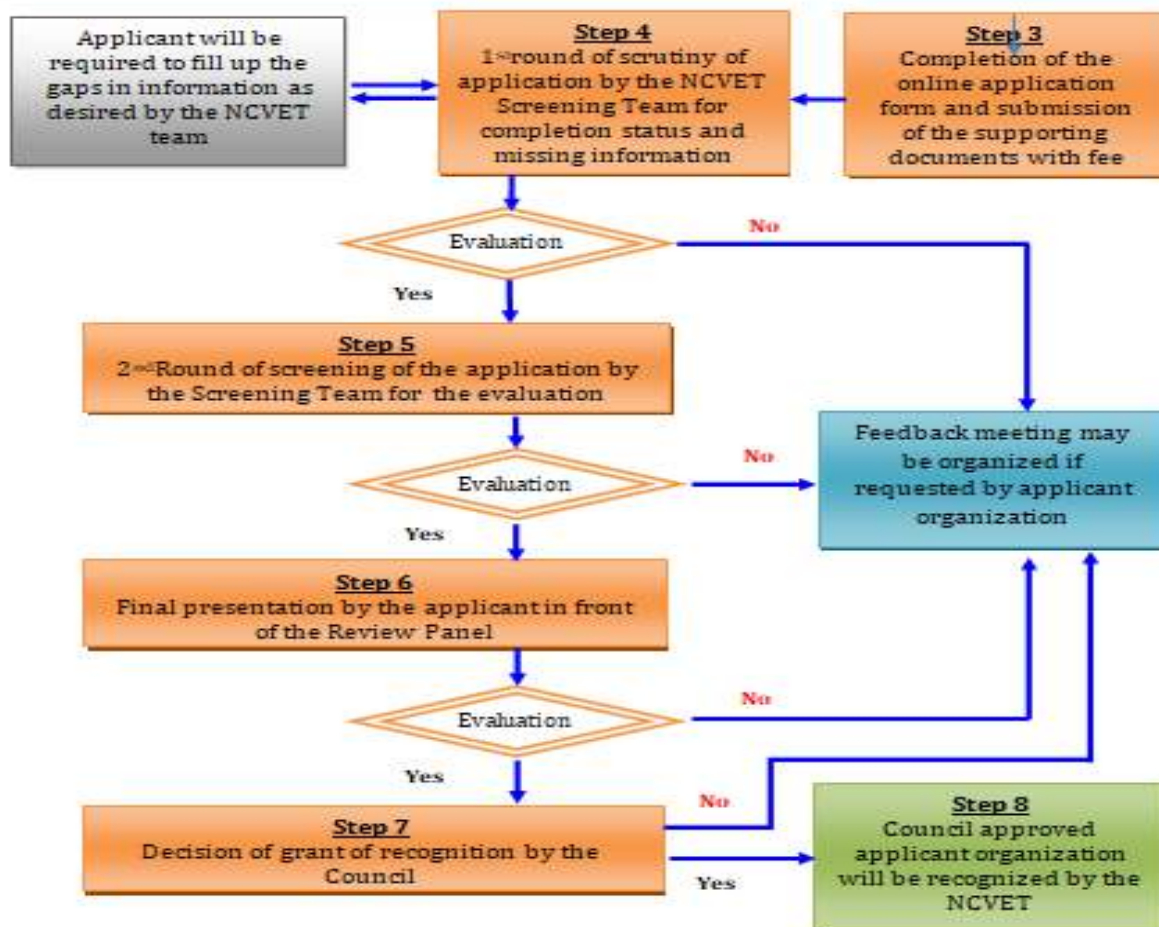 Applicant will be
required to fill up the
gaps in information as
desired by the NCVET
team
Step 4
1st round of scrutiny of
application by the NCVET
Screening Team for
completion status and
missing information
Step 3
Completion of the
online application
form and submission
of the supporting
documents with fee
Evaluation
No
Yes
Step 5
2nd Round of screening of the application by
the Screening Team for the evaluation
Evaluation
No
Yes
Feedback meeting may
be organized if
requested by applicant
organization
Step 6
Final presentation by the applicant in front
of the Review Panel
Evaluation
No
Yes
Step 7
Decision of grant of recognition by the
Council
No
Yes
Step 8
Council approved
applicant organization
will be recognized by the
NCVET